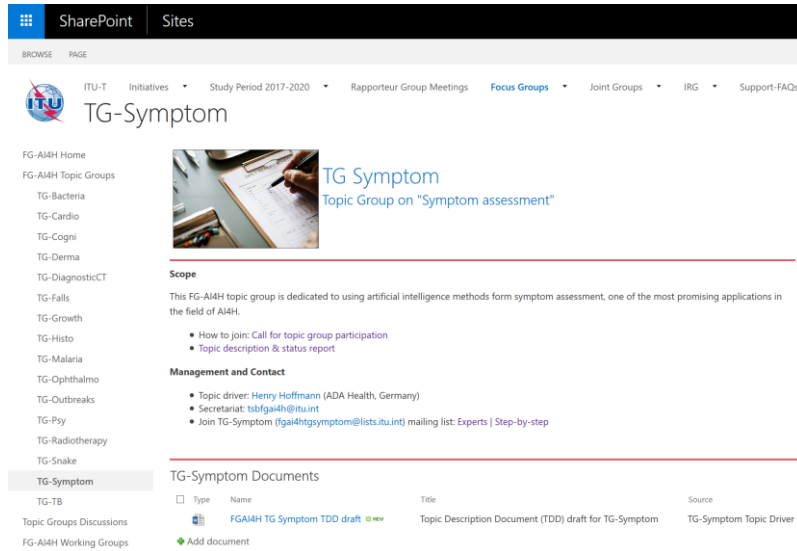 SharePoint Sites
BROWSE PAGE
ITU
ITU-T Initiatives Study Period 2017-2020 Rapporteur Group Meetings Focus Groups Joint Groups IRG Support-FAQs
TG-Symptom
FG-AI4H Home
FG-AI4H Topic Groups
TG-Bacteria
TG-Cardio
TG-Cogni
TG-Derma
TG-DiagnosticCT
TG-Falls
TG-Growth
TG-Histo
TG-Malaria
TG-Ophthalmo
TG-Outbreaks
TG-Psy
TG-Radiotherapy
TG-Snake
TG-Symptom
TG-TB
Topic Groups Discussions
FG-AI4H Working Groups
TG Symptom
Topic Group on "Symptom assessment"
Scope
This FG-AI4H topic group is dedicated to using artificial intelligence methods form symptom assessment, one of the most promising applications in
the field of AI4H.
• How to join: Call for topic group participation
• Topic description & status report
Management and Contact
• Topic driver: Henry Hoffmann (ADA Health, Germany)
• Secretariat: tsbfgai4h@itu.int
• Join TG-Symptom (fgai4htgsymptom@lists.itu.int) mailing list: Experts | Step-by-step
TG-Symptom Documents
Type Name Title Source
FGAI4H TG Symptom TDD draft NEW Topic Description Document (TDD) draft for TG-Symptom TG-Symptom Topic Driver
Add document